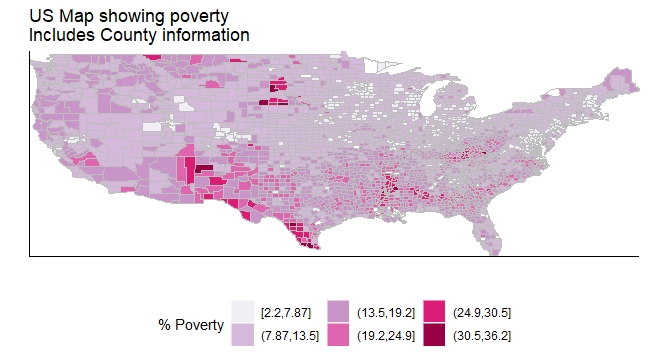 US Map showing poverty
Includes County information
% Poverty
[2.2,7.87]
(13.5,19.2]
(24.9,30.5]
(7.87,13.5]
(19.2,24.9]
(30.5,36.2]